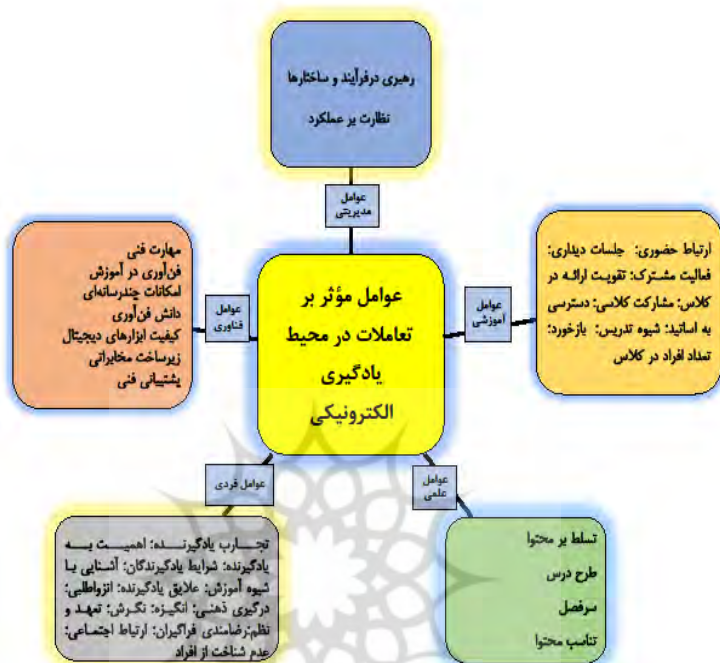 رهبری درفرآیند و ساختارها
نظارت بر عملکرد
عوامل
مدیریتی
ارتباط حضوری: جلسات دیداری:
فعالیت مشترک: تقویت ارائه در
کلاس: مشارکت کلاسی: دسترسی
به اساتید: شیوه تدریس: بازخورد:
تعداد افراد در کلاس
عوامل
آموزشی
عوامل مؤثر بر
تعاملات در محیط
یادگیری
الکترونیکی
عوامل
فناوری
مهارت فنی
فن‌آوری در آموزش
امکانات چندرسانه‌ای
دانش فن‌آوری
کیفیت ابزارهای دیجیتال
زیرساخت مخابراتی
پشتیبانی فنی
عوامل
علمی
تسلط بر محتوا
طرح درس
سرفصل
تناسب محتوا
عوامل فردی
تجـــارب یادگیرنـــده: اهمیـــت بـــه
یادگیرنده: شرایط یادگیرندگان: آشنایی با
شیوه آموزش: علایق یادگیرنده: انزواطلبی:
درگیری ذهنی: انگیزه: نگرش: تعهد و
نظم:رضامندی فراگیران: ارتباط اجتماعی:
عدم شناخت از افراد